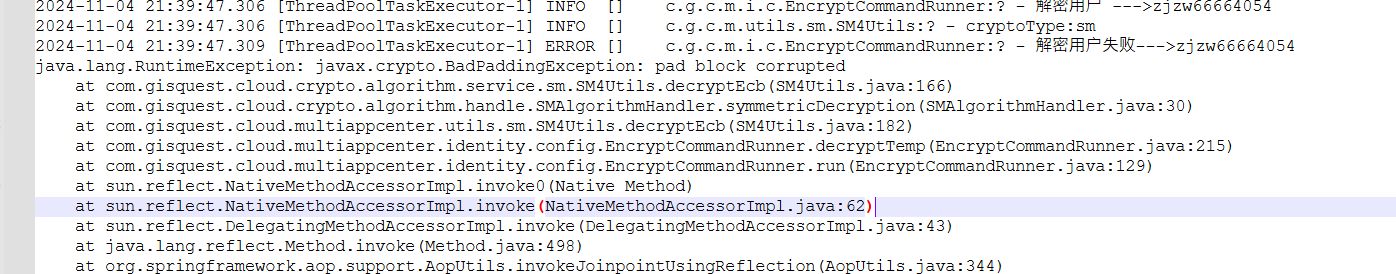 2024-11-04 21:39:47.306 [ThreadPoolTaskExecutor-1] INFO  []    c.g.c.m.i.c.EncryptCommandRunner:? - 解密用户 --->zjzw66664054
2024-11-04 21:39:47.306 [ThreadPoolTaskExecutor-1] INFO  []    c.g.c.m.utils.sm.SM4Utils:? - cryptoType:sm
2024-11-04 21:39:47.309 [ThreadPoolTaskExecutor-1] ERROR []    c.g.c.m.i.c.EncryptCommandRunner:? - 解密用户失败--->zjzw66664054
java.lang.RuntimeException: javax.crypto.BadPaddingException: pad block corrupted
    at com.gisquest.cloud.crypto.algorithm.service.sm.SM4Utils.decryptEcb(SM4Utils.java:166)
    at com.gisquest.cloud.crypto.algorithm.handle.SMAlgorithmHandler.symmetricDecryption(SMAlgorithmHandler.java:30)
    at com.gisquest.cloud.multiappcenter.utils.sm.SM4Utils.decryptEcb(SM4Utils.java:182)
    at com.gisquest.cloud.multiappcenter.identity.config.EncryptCommandRunner.decryptTemp(EncryptCommandRunner.java:215)
    at com.gisquest.cloud.multiappcenter.identity.config.EncryptCommandRunner.run(EncryptCommandRunner.java:129)
    at sun.reflect.NativeMethodAccessorImpl.invoke0(Native Method)
    at sun.reflect.NativeMethodAccessorImpl.invoke(NativeMethodAccessorImpl.java:62)
    at sun.reflect.DelegatingMethodAccessorImpl.invoke(DelegatingMethodAccessorImpl.java:43)
    at java.lang.reflect.Method.invoke(Method.java:498)
    at org.springframework.aop.support.AopUtils.invokeJoinpointUsingReflection(AopUtils.java:344)